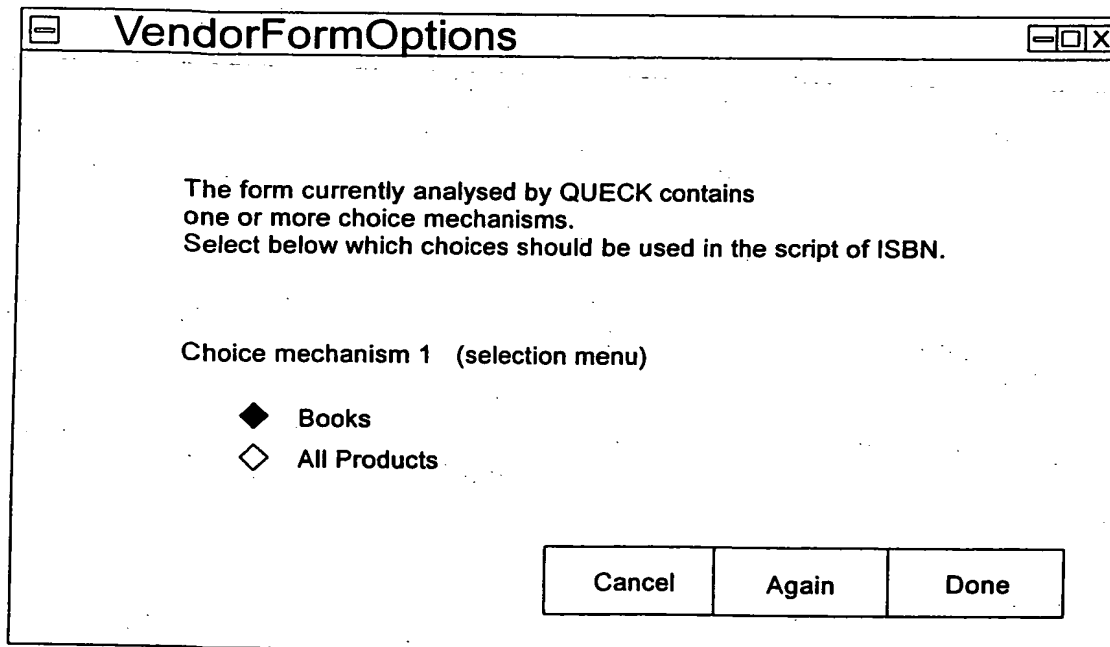 VendorFormOptions
The form currently analysed by QUECK contains
one or more choice mechanisms.
Select below which choices should be used in the script of ISBN.
Choice mechanism 1 (selection menu)
Books
All Products
Cancel Again Done